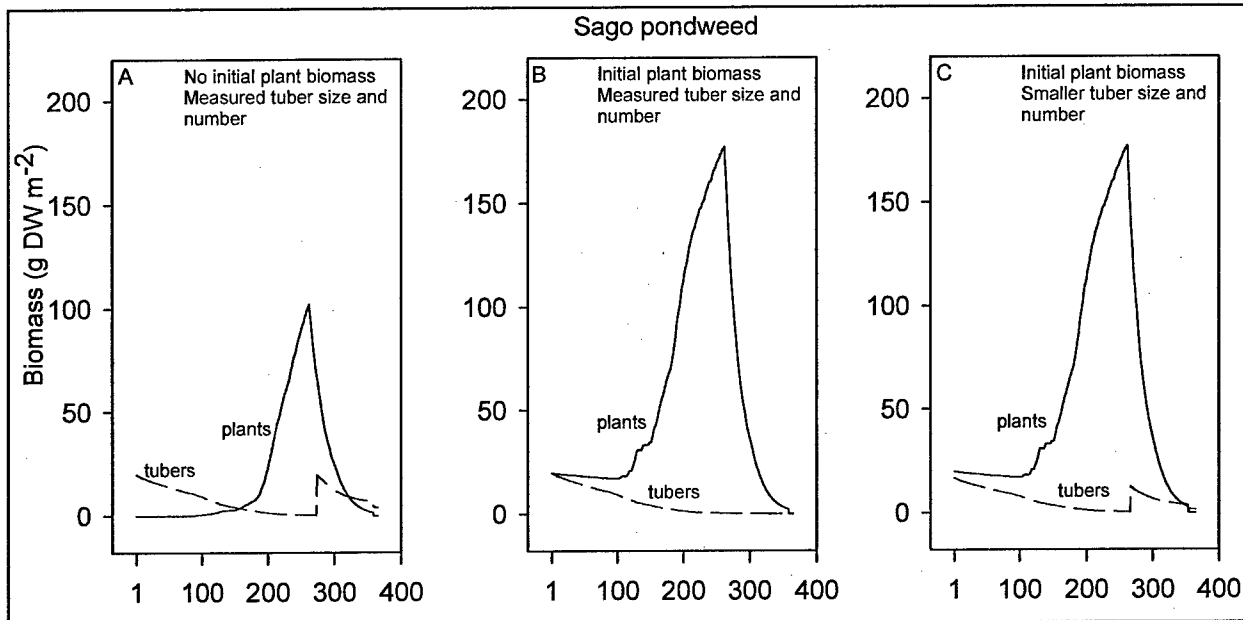 Sago pondweed
A
No initial plant biomass
Measured tuber size and
number
B
Initial plant biomass
Measured tuber size and
number
C
Initial plant biomass
Smaller tuber size and
number
Biomass (g DW m-2)
200
150
100
50
0
plants
tubers
1 100 200 300 400
200
150
100
50
0
plants
tubers
1 100 200 300 400
200
150
100
50
0
plants
tubers
1 100 200 300 400